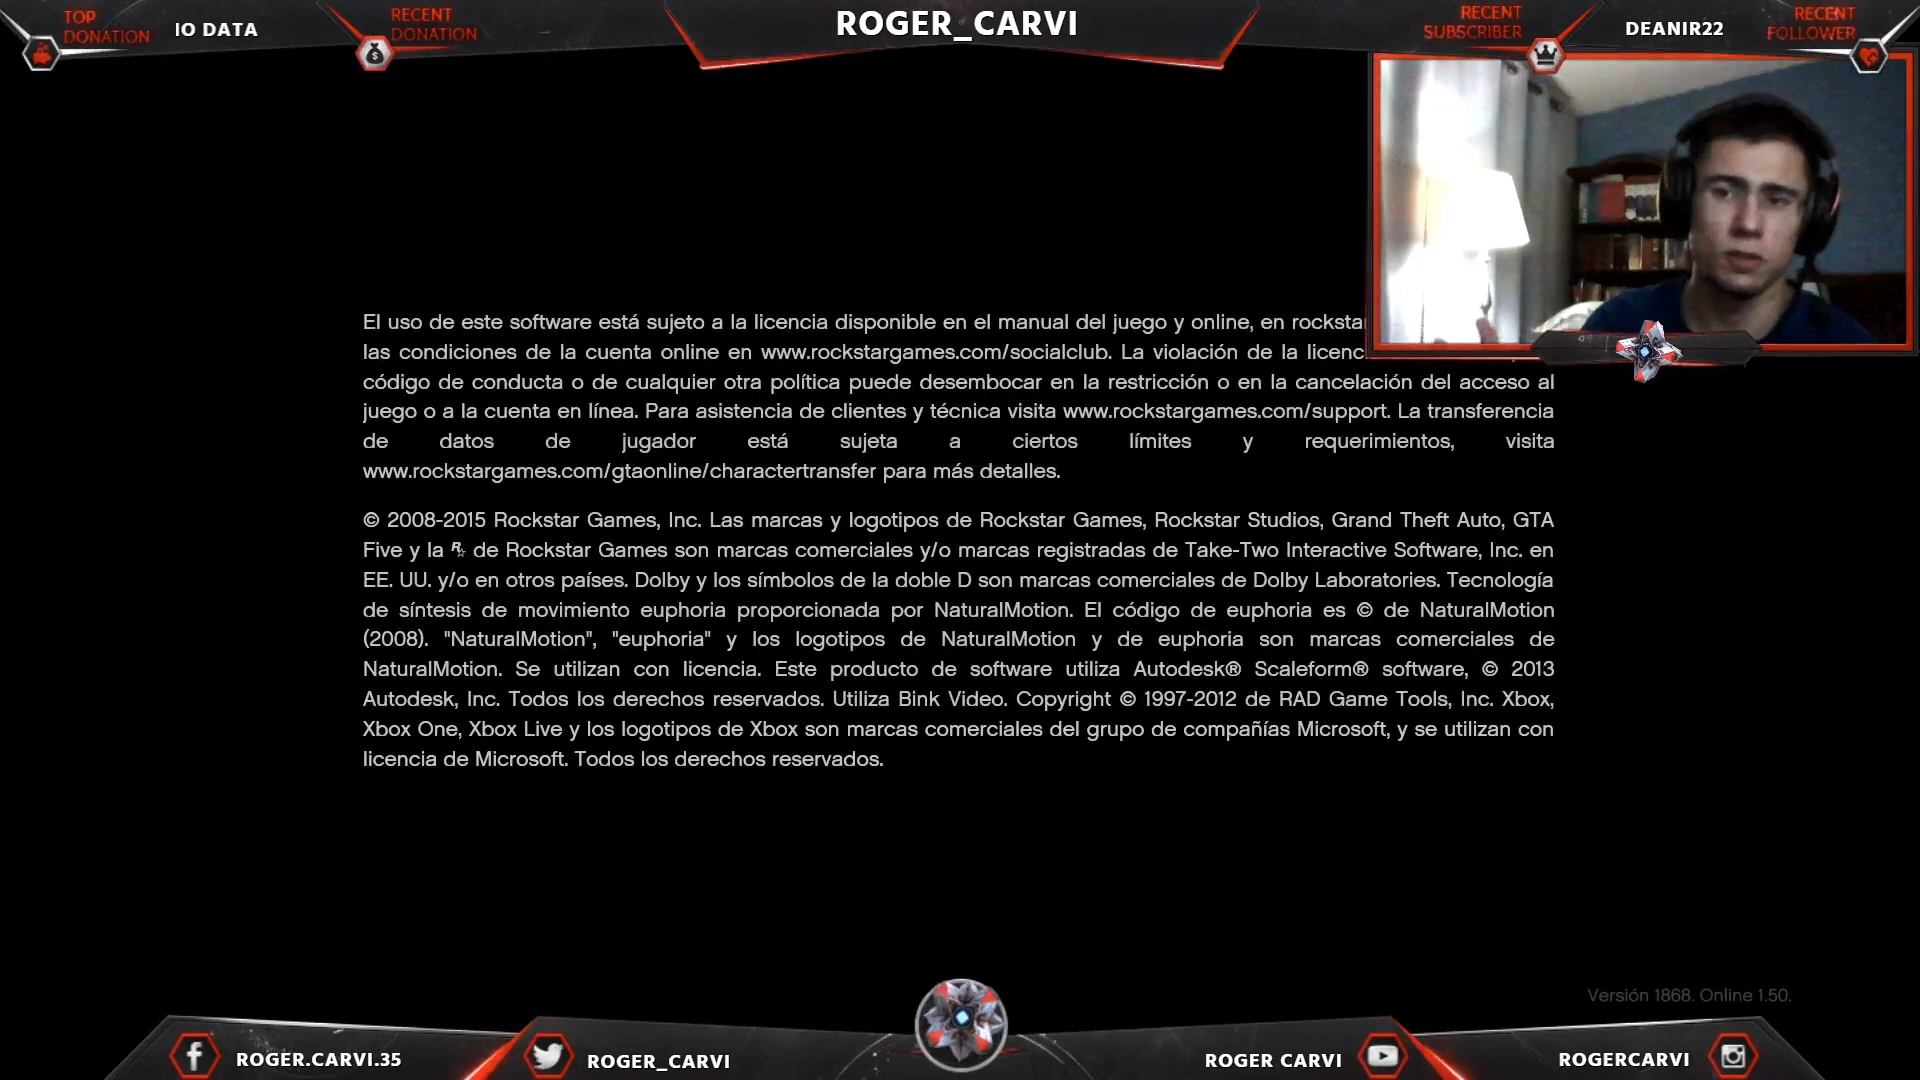 TOP
DONATION
IO DATA
RECENT
DONATION
ROGER_CARVI
RECENT
SUBSCRIBER
DEANIR22
RECENT
FOLLOWER
El uso de este software está sujeto a la licencia disponible en el manual del juego y online, en
las condiciones de la cuenta online en www.rockstargames.com/socialclub. La violación de la
código de conducta o de cualquier otra política puede desembocar en la restricción o en la cancelación del acceso al
juego o a la cuenta en línea. Para asistencia de clientes y técnica visita www.rockstargames.com/support. La transferencia
de datos de jugador está sujeta a ciertos límites y requerimientos, visita
www.rockstargames.com/gtaonline/charactertransfer para más detalles.
© 2008-2015 Rockstar Games, Inc. Las marcas y logotipos de Rockstar Games, Rockstar Studios, Grand Theft Auto, GTA
Five y la R* de Rockstar Games son marcas comerciales y/o marcas registradas de Take-Two Interactive Software, Inc. en
EE. UU. y/o en otros países. Dolby y los símbolos de la doble D son marcas comerciales de Dolby Laboratories. Tecnología
de síntesis de movimiento euphoria proporcionada por NaturalMotion. El código de euphoria es © de NaturalMotion
(2008). "NaturalMotion", "euphoria" y los logotipos de NaturalMotion y de euphoria son marcas comerciales de
NaturalMotion. Se utilizan con licencia. Este producto de software utiliza Autodesk® Scaleform® software, © 2013
Autodesk, Inc. Todos los derechos reservados. Utiliza Bink Video. Copyright © 1997-2012 de RAD Game Tools, Inc. Xbox,
Xbox One, Xbox Live y los logotipos de Xbox son marcas comerciales del grupo de compañías Microsoft, y se utilizan con
licencia de Microsoft. Todos los derechos reservados.
Versión 1868. Online 1.50.
ROGER.CARVI.35
ROGER_CARVI
ROGER CARVI
ROGERCARVI